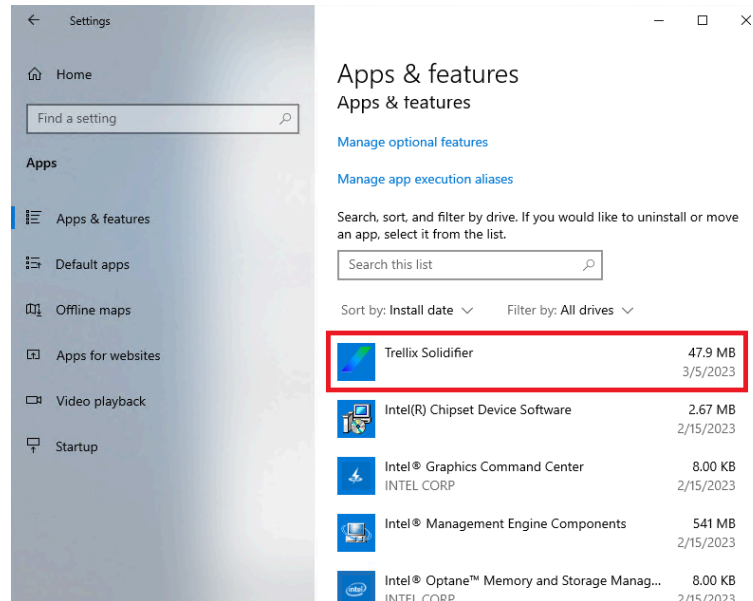 Settings
Home
Find a setting
Apps
Apps & features
Default apps
Offline maps
Apps for websites
Video playback
Startup
Apps & features
Apps & features
Manage optional features
Manage app execution aliases
Search, sort, and filter by drive. If you would like to uninstall or move
an app, select it from the list.
Search this list
Sort by: Install date Filter by: All drives
Trellix Solidifier 47.9 MB
3/5/2023
Intel(R) Chipset Device Software 2.67 MB
2/15/2023
Intel® Graphics Command Center 8.00 KB
INTEL CORP 2/15/2023
Intel® Management Engine Components 541 MB
2/15/2023
Intel® Optane™ Memory and Storage Manag... 8.00 KB
INTEL CORP 2/15/2023